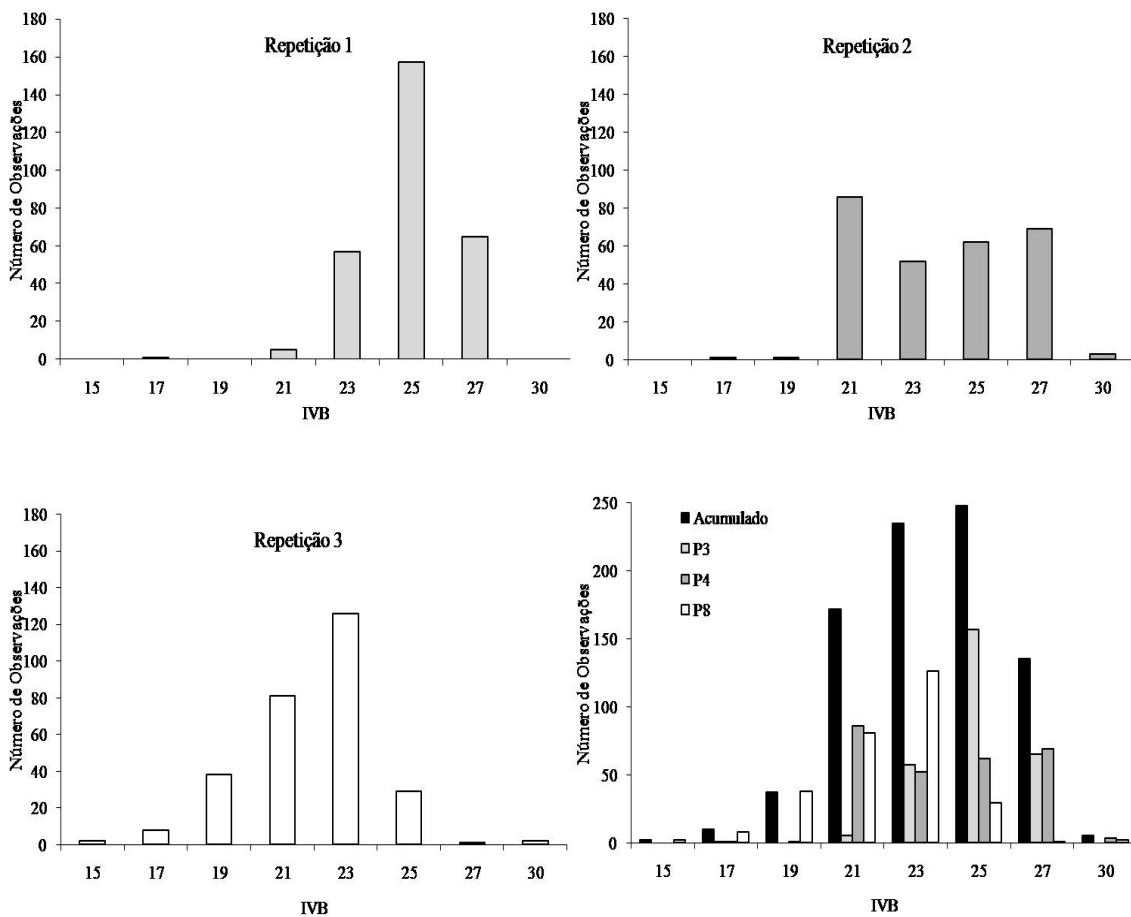 Repetição 1
Número de Observações
180
160
140
120
100
80
60
40
20
0
15 17 19 21 23 25 27 30
IVB
Repetição 2
Número de Observações
180
160
140
120
100
80
60
40
20
0
15 17 19 21 23 25 27 30
IVB
Repetição 3
Número de Observações
180
160
140
120
100
80
60
40
20
0
15 17 19 21 23 25 27 30
IVB
Acumulado
P3
P4
P8
Número de Observações
250
200
150
100
50
0
15 17 19 21 23 25 27 30
IVB